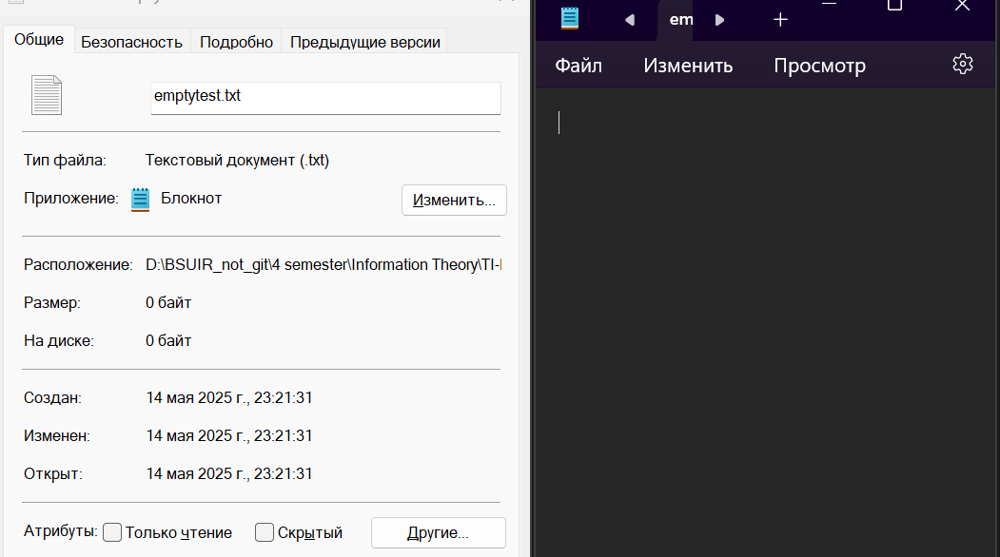 Общие Безопасность Подробно Предыдущие версии
emptytest.txt
Тип файла: Текстовый документ (.txt)
Приложение: Блокнот Изменить...
Расположение: D:\BSUIR_not_git\4 semester\Information Theory\TI-
Размер: 0 байт
На диске: 0 байт
Создан: 14 мая 2025 г., 23:21:31
Изменен: 14 мая 2025 г., 23:21:31
Открыт: 14 мая 2025 г., 23:21:31
Атрибуты: Только чтение Скрытый Другие...
em
Файл Изменить Просмотр